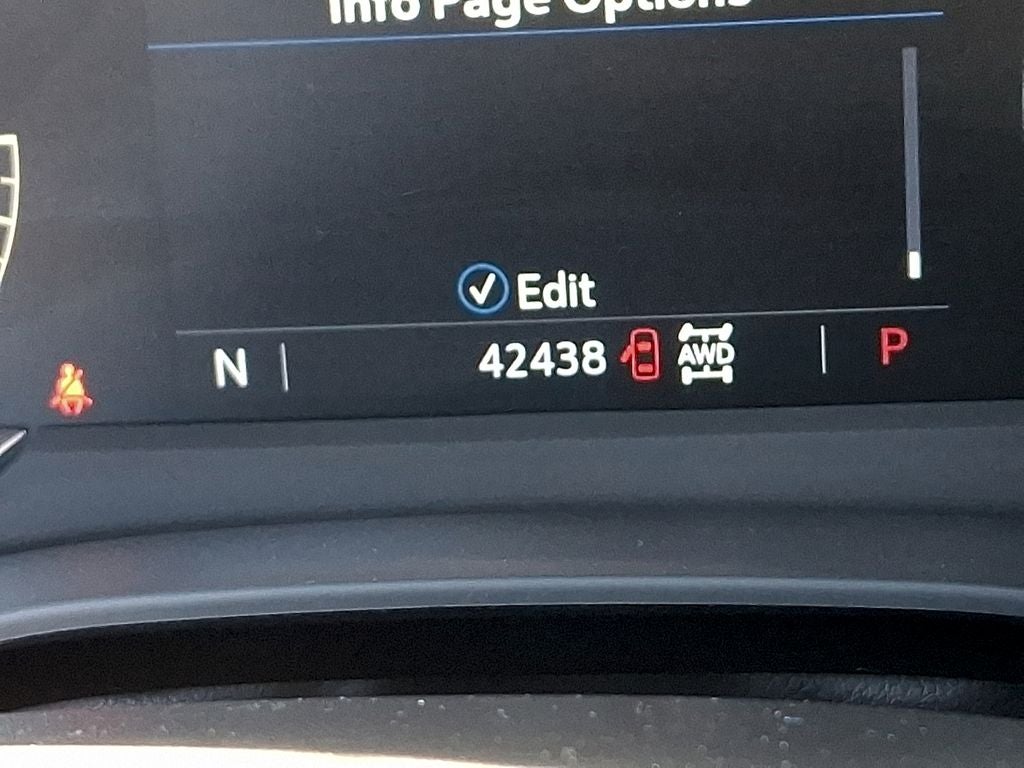 Info Page Options
Edit
N 42438 AWD P